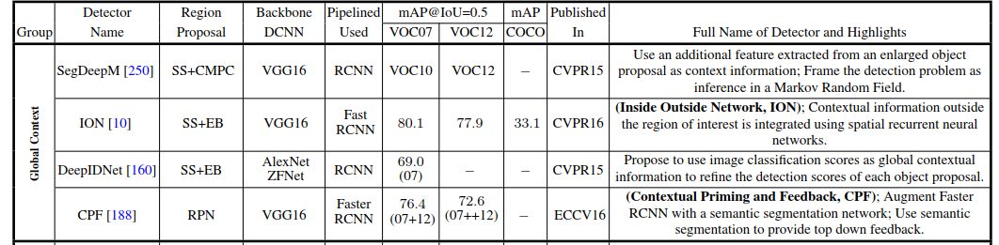 Group | Detector Name | Region Proposal | Backbone DCNN | Pipelined Used | mAP@IoU=0.5 VOC07 | mAP@IoU=0.5 VOC12 | mAP COCO | Published In | Full Name of Detector and Highlights
Global Context
SegDeepM [250] | SS+CMPC | VGG16 | RCNN | VOC10 | VOC12 | − | CVPR15 | Use an additional feature extracted from an enlarged object proposal as context information; Frame the detection problem as inference in a Markov Random Field.
ION [10] | SS+EB | VGG16 | Fast RCNN | 80.1 | 77.9 | 33.1 | CVPR16 | (Inside Outside Network, ION); Contextual information outside the region of interest is integrated using spatial recurrent neural networks.
DeepIDNet [160] | SS+EB | AlexNet ZFNet | RCNN | 69.0 (07) | − | − | CVPR15 | Propose to use image classification scores as global contextual information to refine the detection scores of each object proposal.
CPF [188] | RPN | VGG16 | Faster RCNN | 76.4 (07+12) | 72.6 (07++12) | − | ECCV16 | (Contextual Priming and Feedback, CPF); Augment Faster RCNN with a semantic segmentation network; Use semantic segmentation to provide top down feedback.